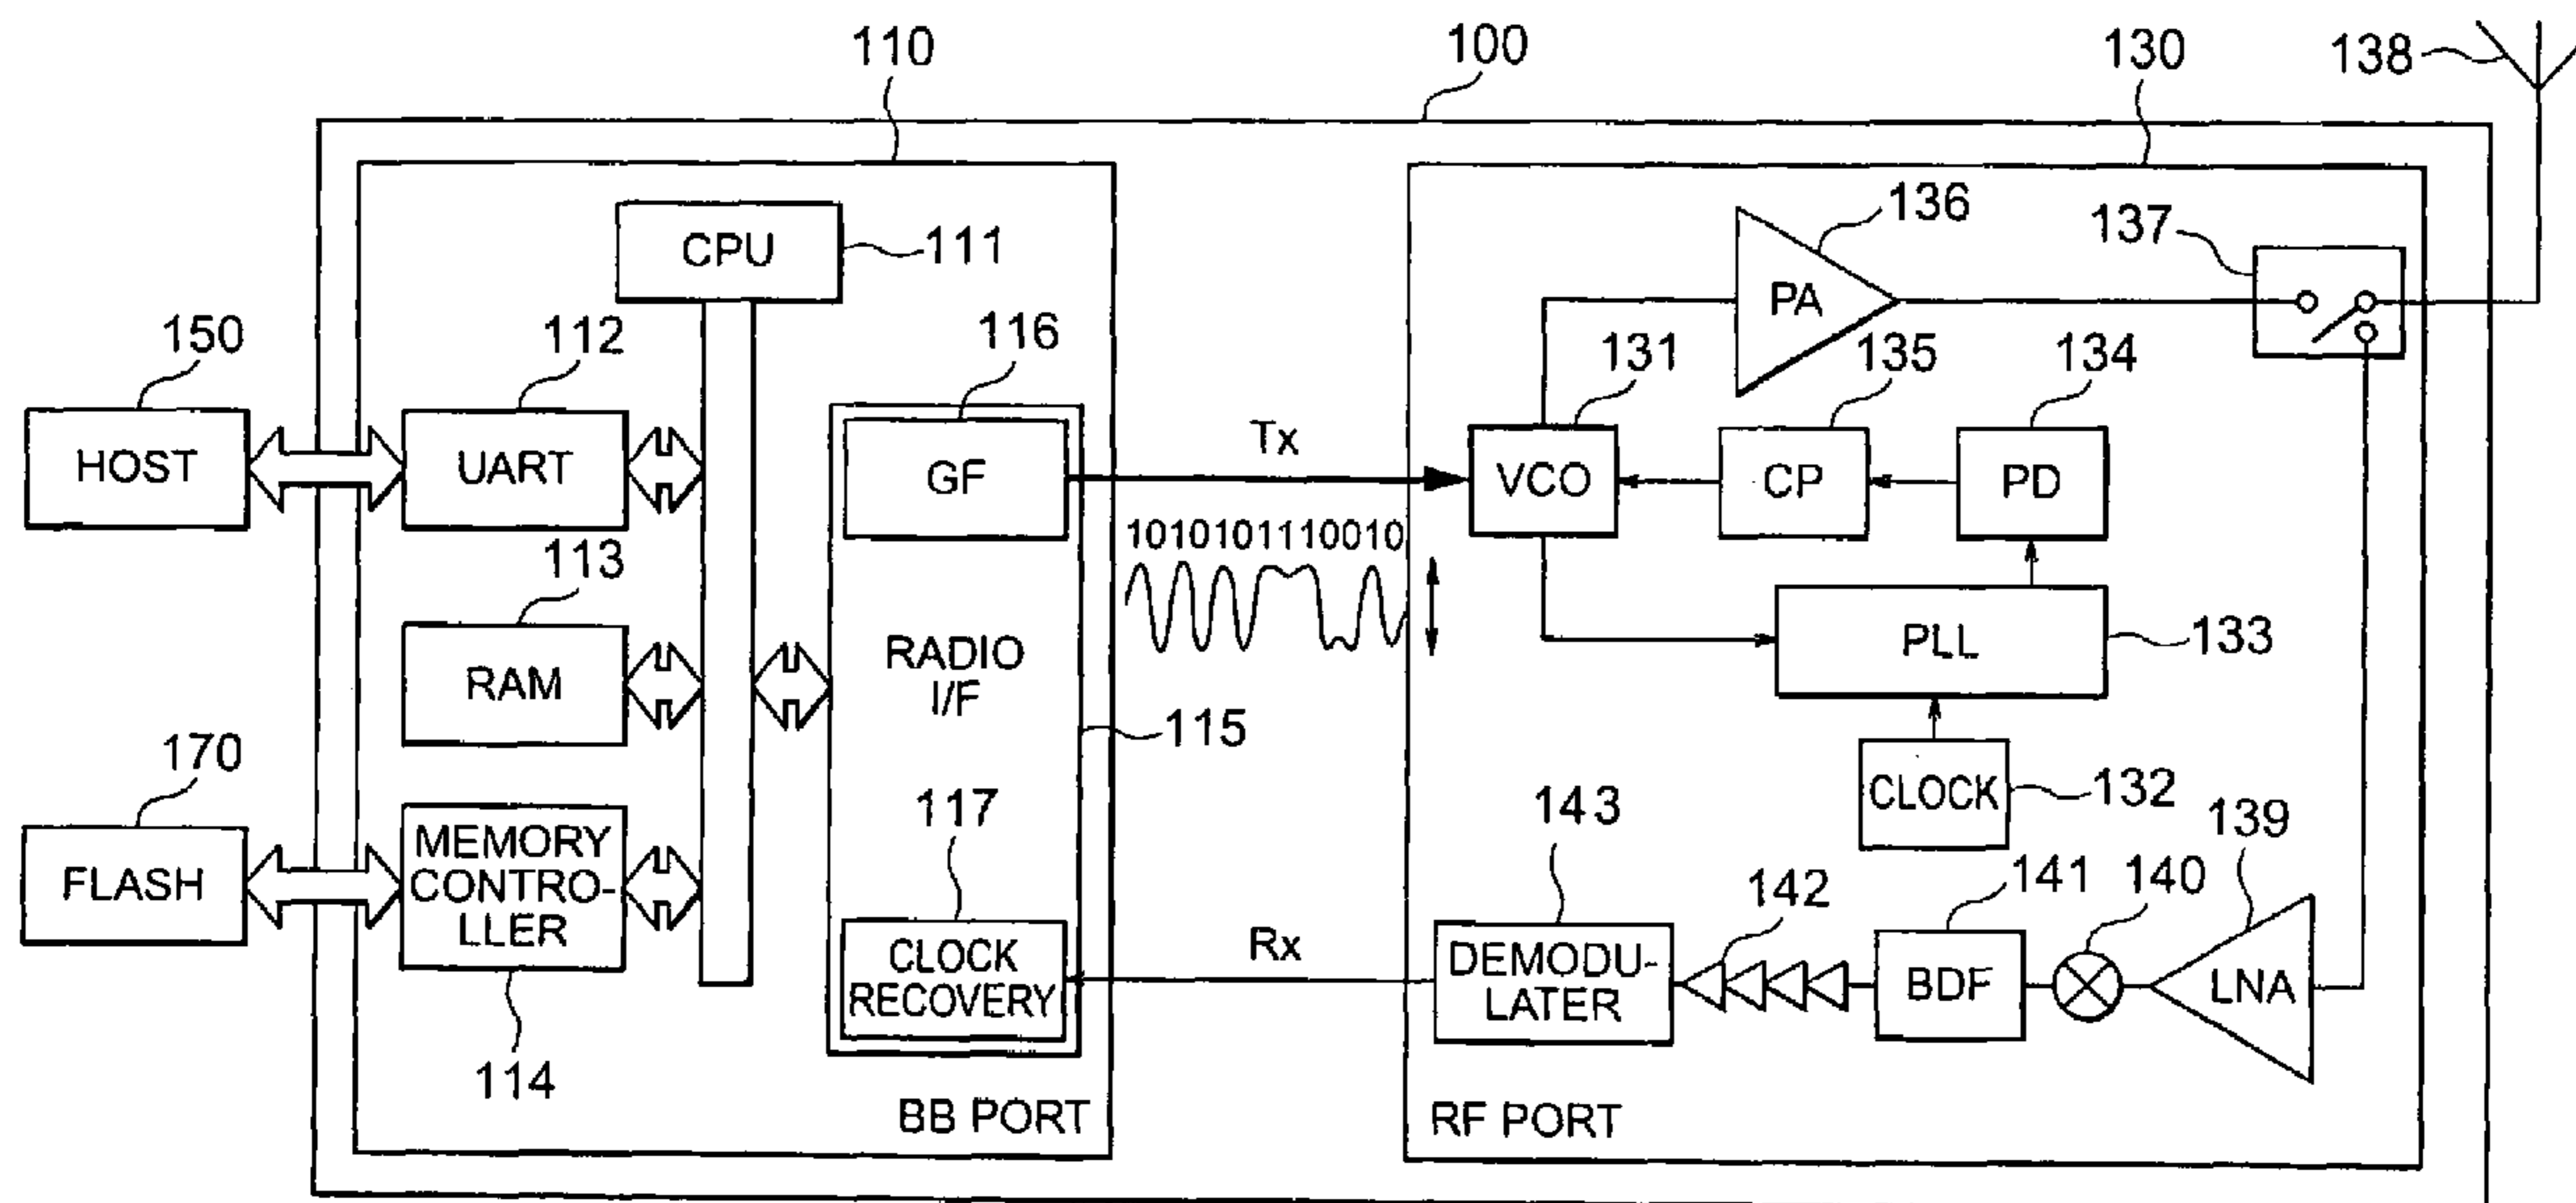 110
100
130
138
CPU
111
136
137
PA
150
112
116
131
135
134
HOST
UART
GF
Tx
VCO
CP
PD
10101011100 10
113
RAM
RADIO
I/F
PLL
133
115
170
117
143
CLOCK
132
139
FLASH
MEMORY
CONTRO-
LLER
CLOCK
RECOVERY
Rx
DEMODU-
LATER
142
141
140
BDF
LNA
114
BB PORT
RF PORT